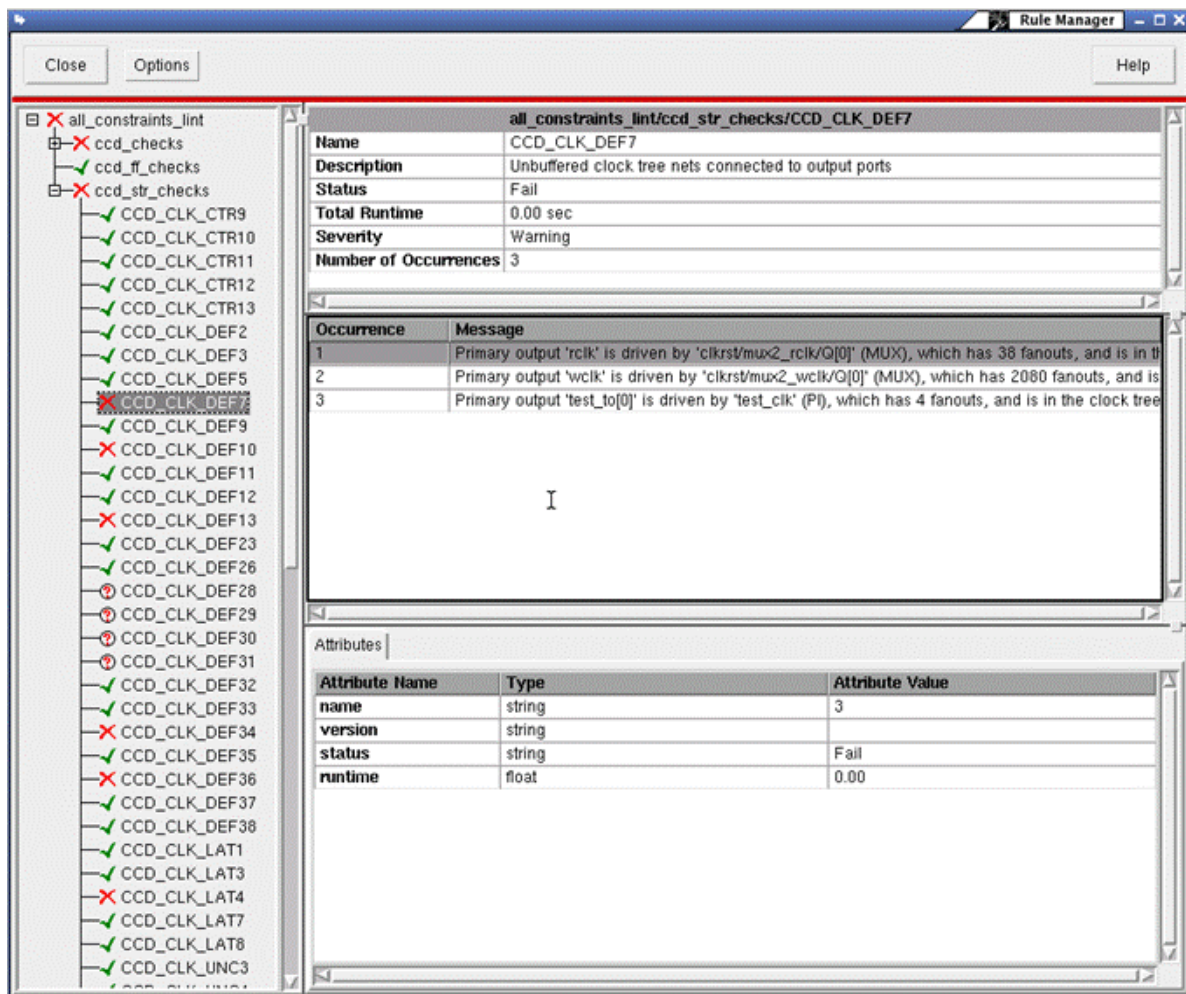 Rule Manager
Close Options Help
all_constraints_lint
ccd_checks
ccd_ff_checks
ccd_str_checks
CCD_CLK_CTR9
CCD_CLK_CTR10
CCD_CLK_CTR11
CCD_CLK_CTR12
CCD_CLK_CTR13
CCD_CLK_DEF2
CCD_CLK_DEF3
CCD_CLK_DEF5
CCD_CLK_DEF7
CCD_CLK_DEF9
CCD_CLK_DEF10
CCD_CLK_DEF11
CCD_CLK_DEF12
CCD_CLK_DEF13
CCD_CLK_DEF23
CCD_CLK_DEF26
CCD_CLK_DEF28
CCD_CLK_DEF29
CCD_CLK_DEF30
CCD_CLK_DEF31
CCD_CLK_DEF32
CCD_CLK_DEF33
CCD_CLK_DEF34
CCD_CLK_DEF35
CCD_CLK_DEF36
CCD_CLK_DEF37
CCD_CLK_DEF38
CCD_CLK_LAT1
CCD_CLK_LAT3
CCD_CLK_LAT4
CCD_CLK_LAT7
CCD_CLK_LAT8
CCD_CLK_UNC3
all_constraints_lint/ccd_str_checks/CCD_CLK_DEF7
Name CCD_CLK_DEF7
Description Unbuffered clock tree nets connected to output ports
Status Fail
Total Runtime 0.00 sec
Severity Warning
Number of Occurrences 3
Occurrence Message
1 Primary output 'rclk' is driven by 'clkrst/mux2_rclk/Q[0]' (MUX), which has 38 fanouts, and is in
2 Primary output 'wclk' is driven by 'clkrst/mux2_wclk/Q[0]' (MUX), which has 2080 fanouts, and is
3 Primary output 'test_to[0]' is driven by 'test_clk' (PI), which has 4 fanouts, and is in the clock tree
Attributes
Attribute Name Type Attribute Value
name string 3
version string
status string Fail
runtime float 0.00